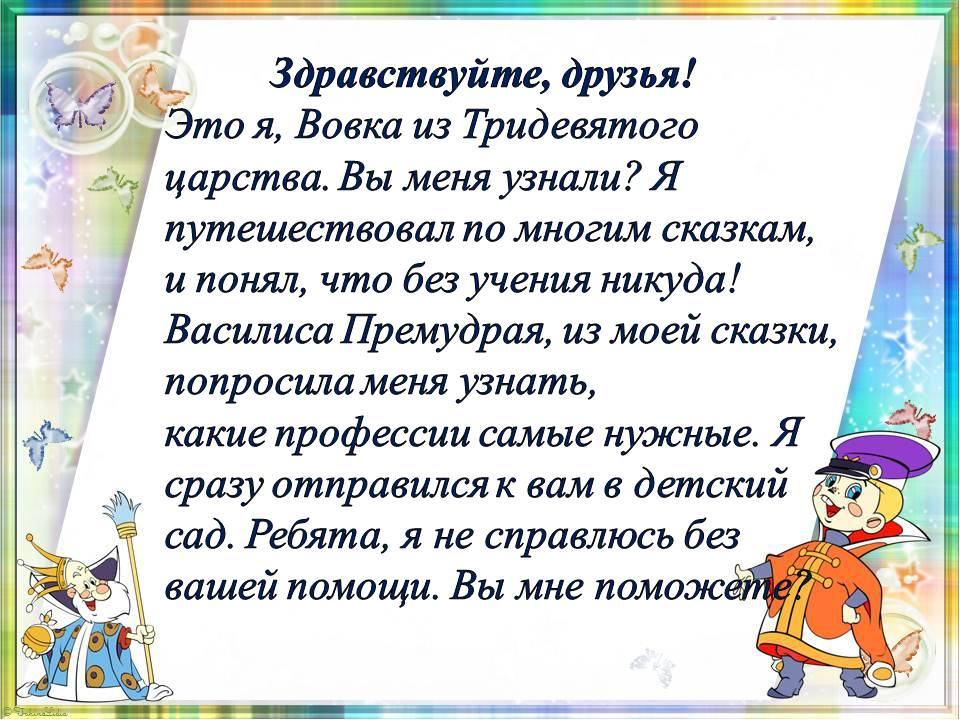 Здравствуйте, друзья!
Это я, Вовка из Тридевятого
царства. Вы меня узнали? Я
путешествовал по многим сказкам,
и понял, что без учения никуда!
Василиса Премудрая, из моей сказки,
попросила меня узнать,
какие профессии самые нужные. Я
сразу отправился к вам в детский
сад. Ребята, я не справлюсь без
вашей помощи. Вы мне поможете?